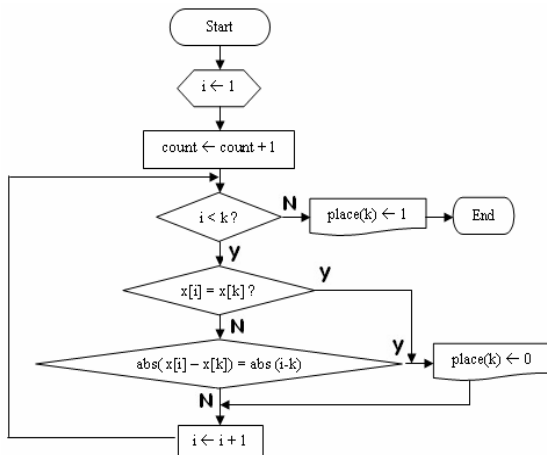 Start
i ← 1
count ← count + 1
i < k ?
N
place(k) ← 1
End
y
x[i] = x[k] ?
y
N
abs( x[i] – x[k]) = abs (i-k)
y
place(k) ← 0
N
i ← i + 1